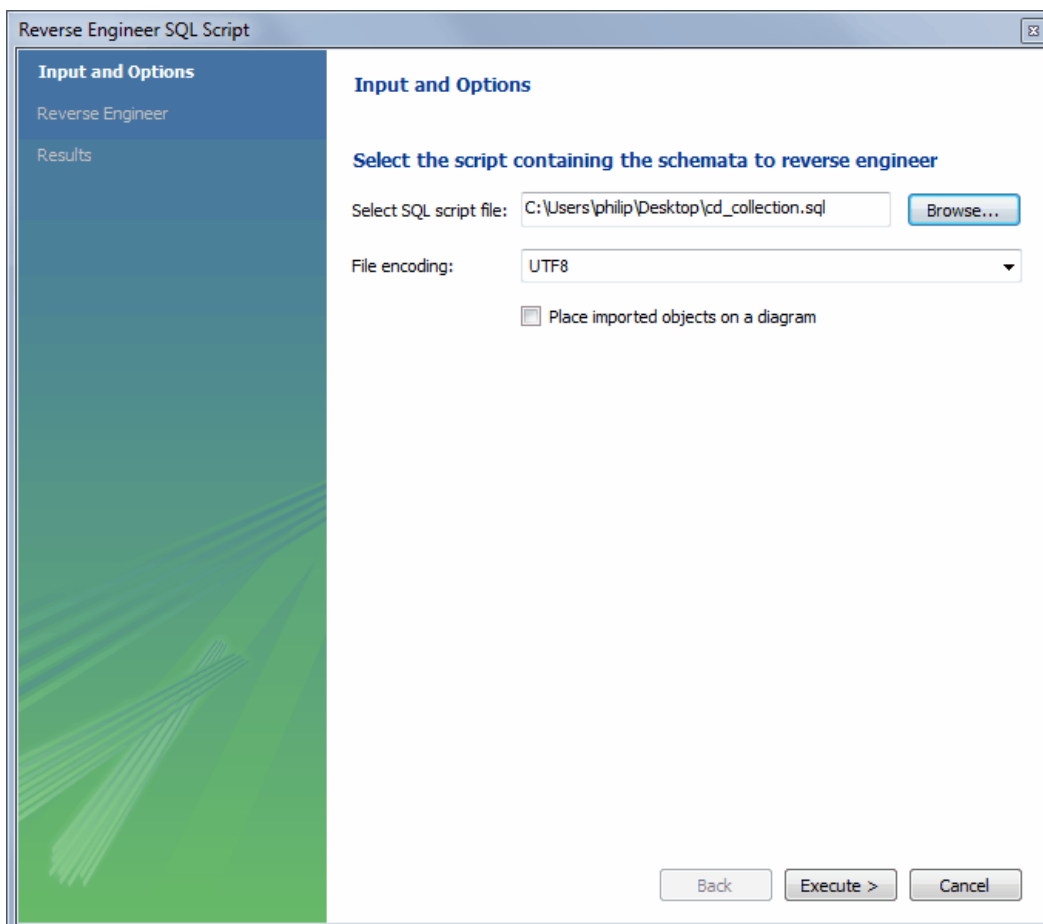 Reverse Engineer SQL Script
Input and Options
Reverse Engineer
Results
Input and Options
Select the script containing the schemata to reverse engineer
Select SQL script file: C:\Users\philip\Desktop\cd_collection.sql Browse...
File encoding: UTF8
Place imported objects on a diagram
Back Execute > Cancel